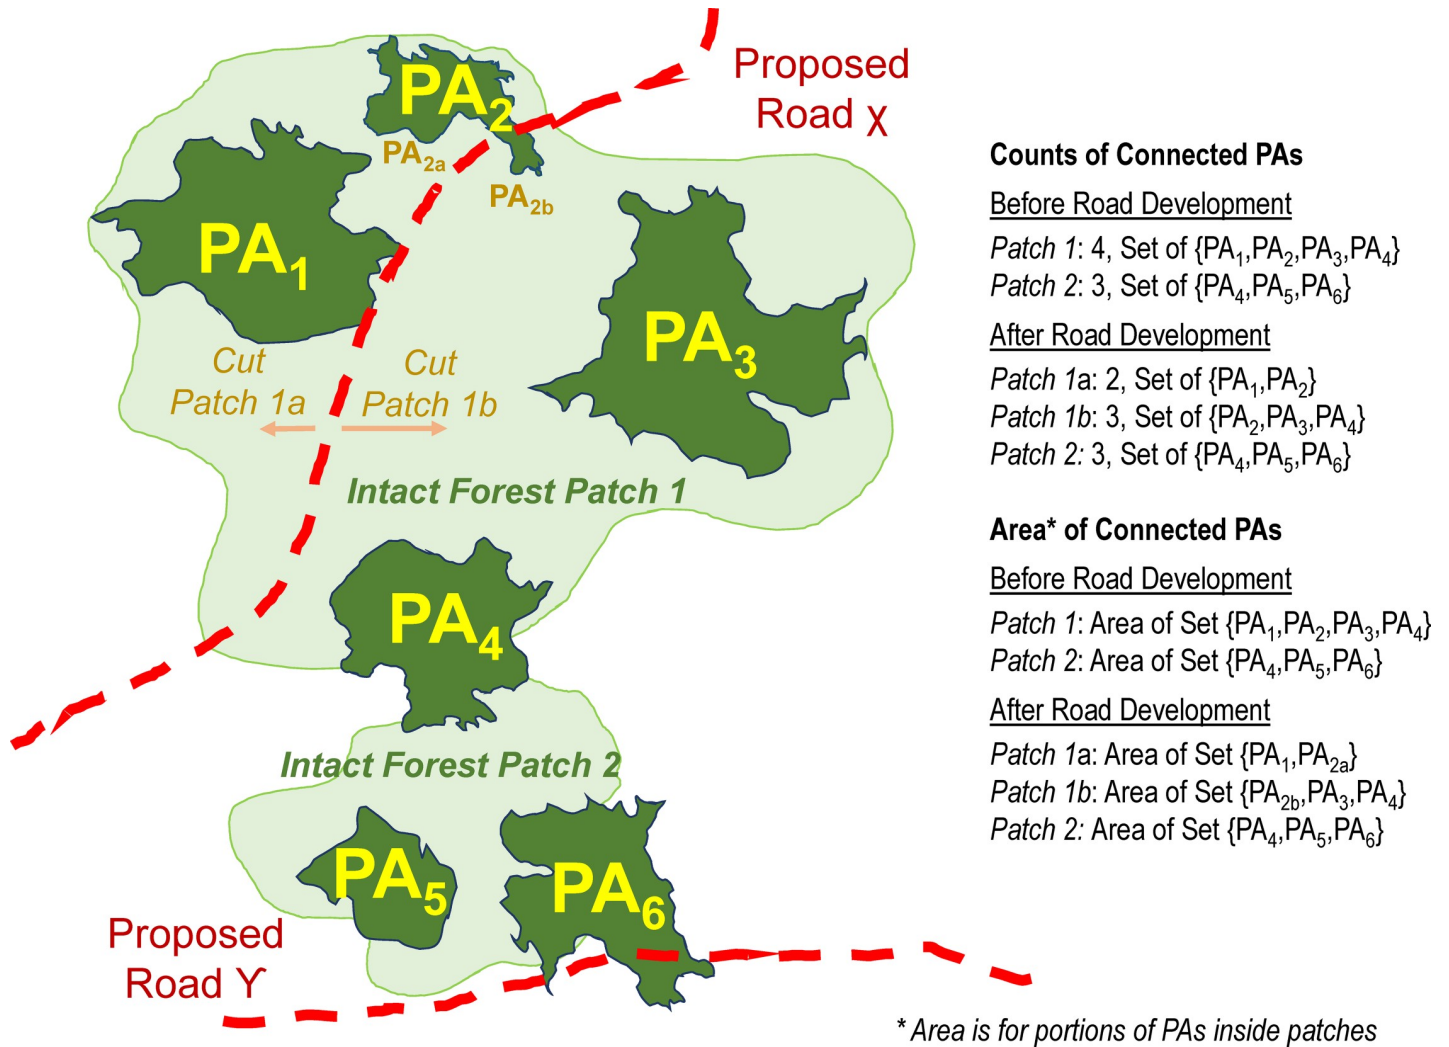 Proposed
Road χ
PA₂
PA₂ₐ
PA₂b
PA₁
PA₃
Cut
Patch 1a
Cut
Patch 1b
Intact Forest Patch 1
PA₄
Intact Forest Patch 2
PA₅
PA₆
Proposed
Road ϒ
Counts of Connected PAs
Before Road Development
Patch 1: 4, Set of {PA₁,PA₂,PA₃,PA₄}
Patch 2: 3, Set of {PA₄,PA₅,PA₆}
After Road Development
Patch 1a: 2, Set of {PA₁,PA₂}
Patch 1b: 3, Set of {PA₂,PA₃,PA₄}
Patch 2: 3, Set of {PA₄,PA₅,PA₆}
Area* of Connected PAs
Before Road Development
Patch 1: Area of Set {PA₁,PA₂,PA₃,PA₄}
Patch 2: Area of Set {PA₄,PA₅,PA₆}
After Road Development
Patch 1a: Area of Set {PA₁,PA₂ₐ}
Patch 1b: Area of Set {PA₂b,PA₃,PA₄}
Patch 2: Area of Set {PA₄,PA₅,PA₆}
* Area is for portions of PAs inside patches